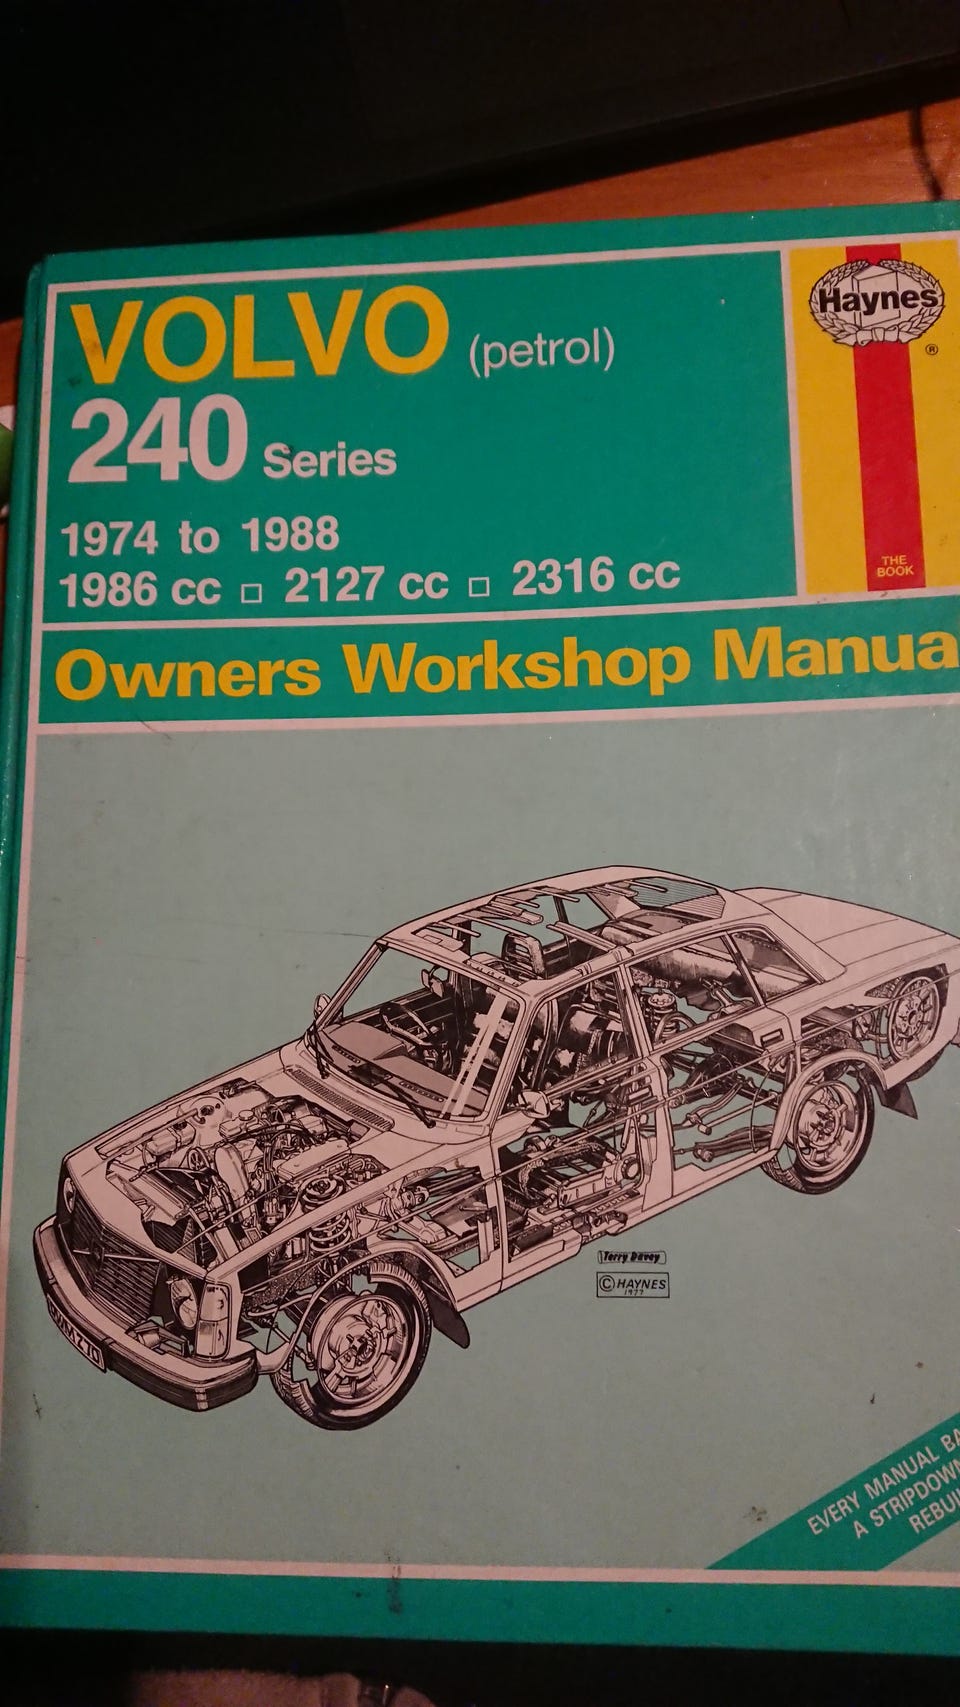 VOLVO (petrol)
240 Series
1974 to 1988
1986 cc □ 2127 cc □ 2316 cc
Haynes
®
THE
BOOK
Owners Workshop Manua
Terry Davey
© HAYNES
1977
EVERY MANUAL BA
A STRIPDOWN
REBUI